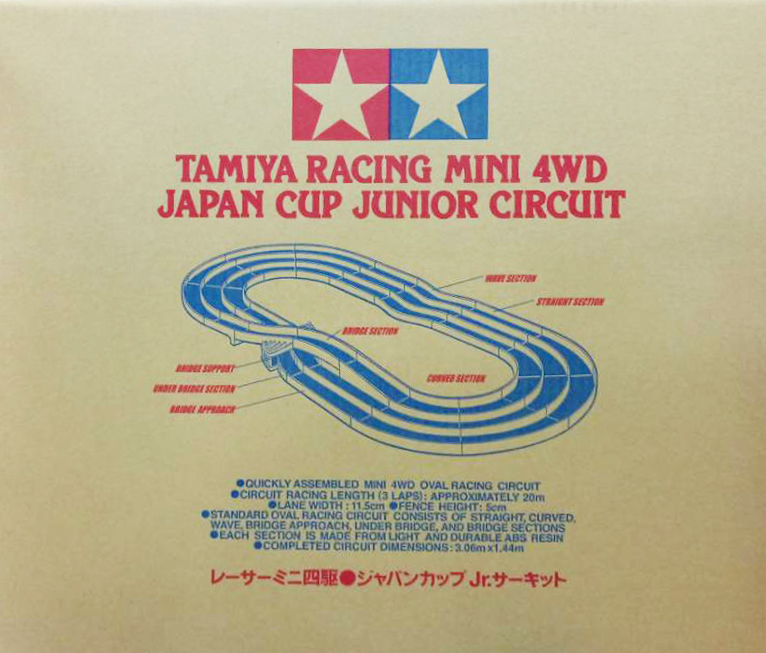 TAMIYA RACING MINI 4WD
JAPAN CUP JUNIOR CIRCUIT
WAVE SECTION
STRAIGHT SECTION
BRIDGE SECTION
BRIDGE SUPPORT
CURVED SECTION
UNDER BRIDGE SECTION
BRIDGE APPROACH
●QUICKLY ASSEMBLED MINI 4WD OVAL RACING CIRCUIT
●CIRCUIT RACING LENGTH (3 LAPS): APPROXIMATELY 20m
●LANE WIDTH : 11.5cm ●FENCE HEIGHT: 5cm
●STANDARD OVAL RACING CIRCUIT CONSISTS OF STRAIGHT, CURVED,
WAVE, BRIDGE APPROACH, UNDER BRIDGE, AND BRIDGE SECTIONS
●EACH SECTION IS MADE FROM LIGHT AND DURABLE ABS RESIN
●COMPLETED CIRCUIT DIMENSIONS: 3.06m×1.44m
レーサーミニ四駆●ジャパンカップ Jr.サーキット